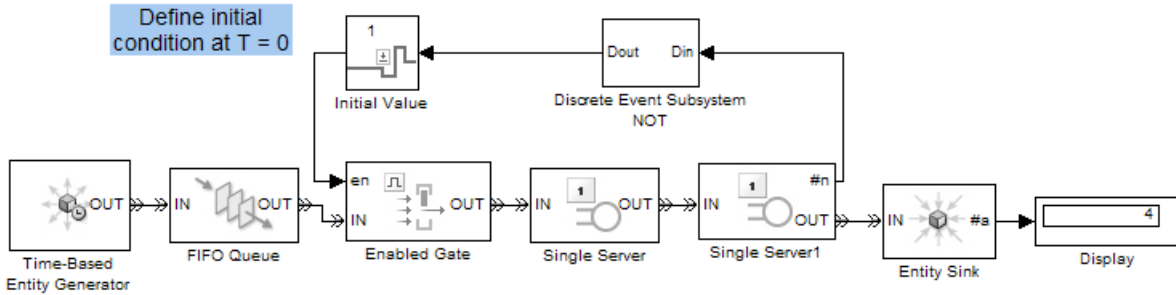 Define initial
condition at T = 0
1
Initial Value
Dout
Din
Discrete Event Subsystem
NOT
OUT
Time-Based
Entity Generator
IN
OUT
FIFO Queue
en
IN
OUT
Enabled Gate
1
IN
OUT
Single Server
1
#n
IN
OUT
Single Server1
IN
#a
Entity Sink
4
Display